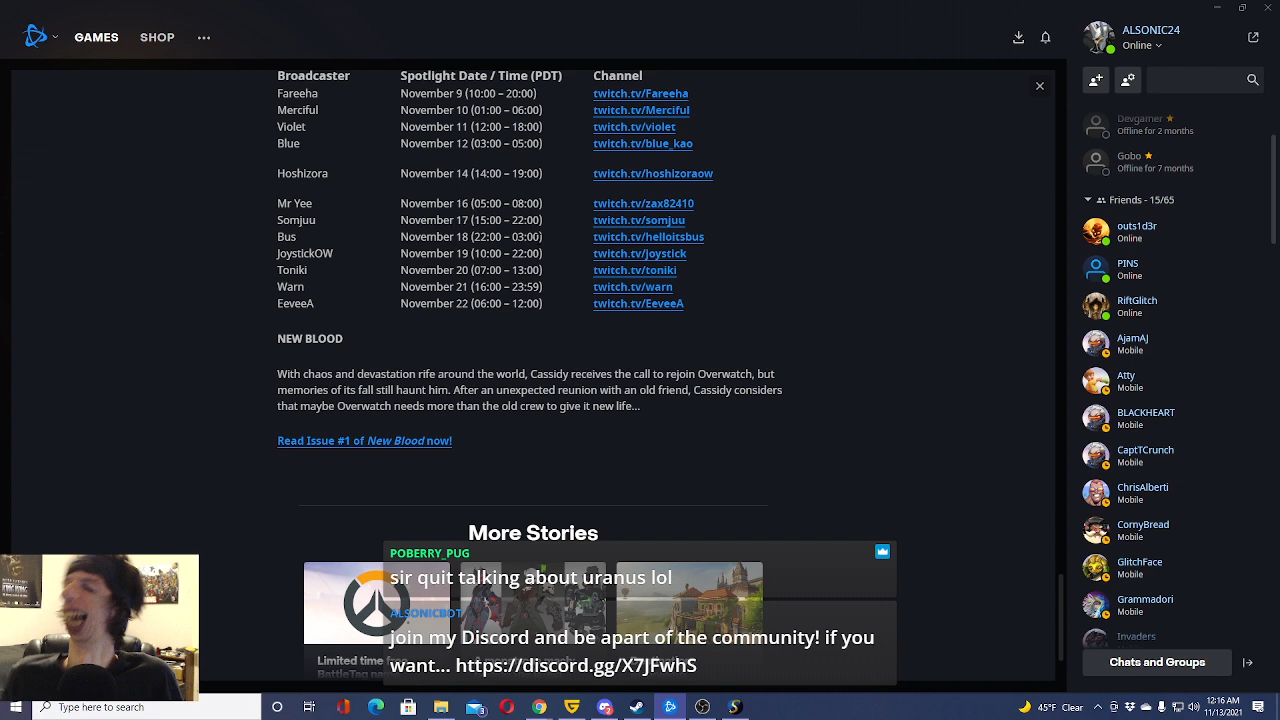 GAMES
SHOP
ALSONIC24
Online
Broadcaster Spotlight Date / Time (PDT) Channel
Fareeha November 9 (10:00 – 20:00) twitch.tv/Fareeha
Merciful November 10 (01:00 – 06:00) twitch.tv/Merciful
Violet November 11 (12:00 – 18:00) twitch.tv/violet
Blue November 12 (03:00 – 05:00) twitch.tv/blue_kao
Hoshizora November 14 (14:00 – 19:00) twitch.tv/hoshizoraow
Mr Yee November 16 (05:00 – 08:00) twitch.tv/zax82410
Somjuu November 17 (15:00 – 22:00) twitch.tv/somjuu
Bus November 18 (22:00 – 03:00) twitch.tv/helloitsbus
JoystickOW November 19 (10:00 – 22:00) twitch.tv/joystick
Toniki November 20 (07:00 – 13:00) twitch.tv/toniki
Warn November 21 (16:00 – 23:59) twitch.tv/warn
EeveeA November 22 (06:00 – 12:00) twitch.tv/EeveeA
NEW BLOOD
With chaos and devastation rife around the world, Cassidy receives the call to rejoin Overwatch, but
memories of its fall still haunt him. After an unexpected reunion with an old friend, Cassidy considers
that maybe Overwatch needs more than the old crew to give it new life...
Read Issue #1 of New Blood now!
More Stories
POBERRY_PUG
sir quit talking about uranus lol
ALSONICBOT
join my Discord and be apart of the community! if you
want... https://discord.gg/X7JFwhS
Limited time
BattleTag
Devgamer
Offline for 2 months
Gobo
Offline for 7 months
Friends - 15/65
outs1d3r
Online
PINS
Online
RiftGlitch
Online
AjamAJ
Mobile
Atty
Mobile
BLACKHEART
Mobile
CaptTCrunch
Mobile
ChrisAlberti
Mobile
CornyBread
Mobile
GlitchFace
Mobile
Grammadori
Mobile
Invaders
Mobile
Chats and Groups
Type here to search
45°F Clear
12:16 AM
11/13/2021